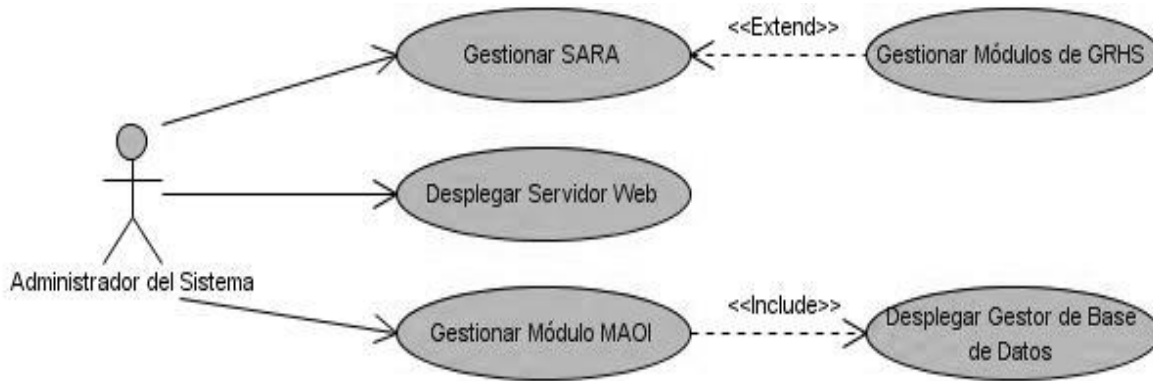 <<Extend>>
Gestionar SARA
Gestionar Módulos de GRHS
Desplegar Servidor Web
Administrador del Sistema
<<Include>>
Gestionar Módulo MAOI
Desplegar Gestor de Base
de Datos